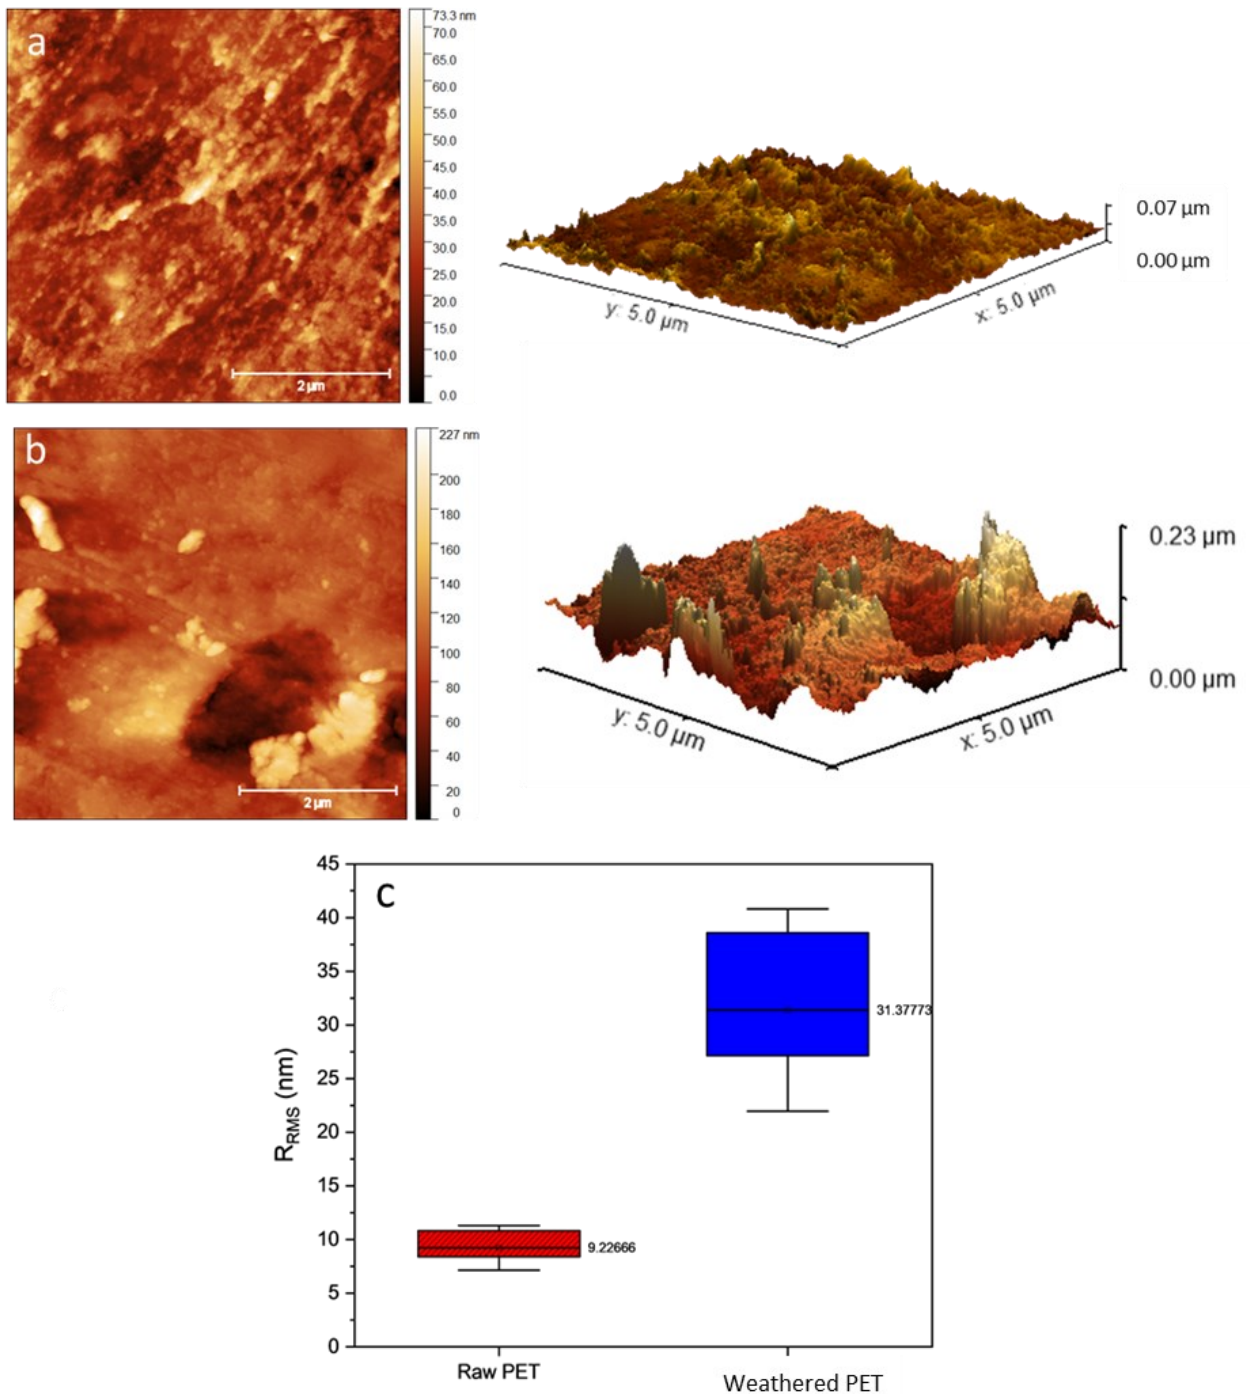 a
73.3 nm
70.0
65.0
60.0
55.0
50.0
45.0
40.0
35.0
30.0
25.0
20.0
15.0
10.0
0.0
2 µm
0.07 µm
0.00 µm
y: 5.0 µm
x: 5.0 µm
b
227 nm
200
180
160
140
120
100
80
60
40
20
0
2 µm
0.23 µm
0.00 µm
y: 5.0 µm
x: 5.0 µm
c
45
40
35
30
25
20
15
10
5
0
RRMS (nm)
31.37773
9.22666
Raw PET
Weathered PET